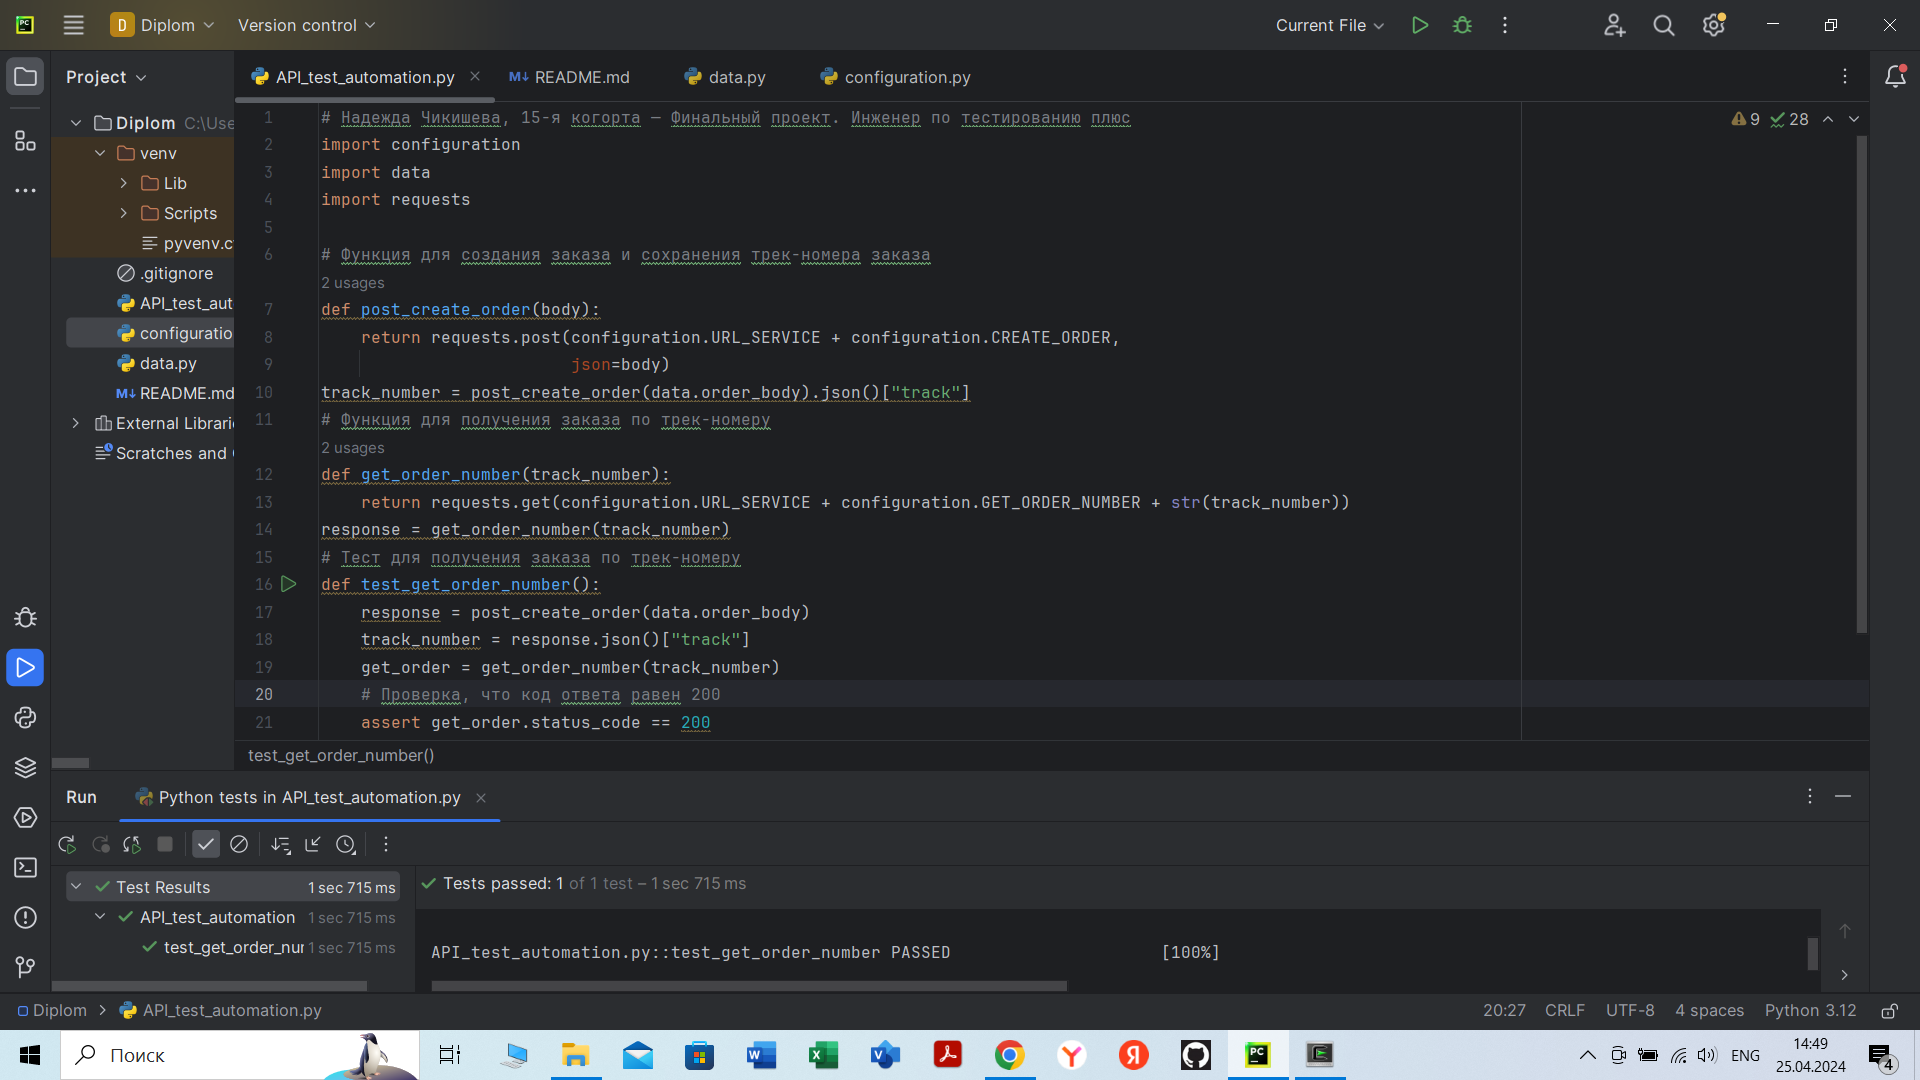 PC
D Diplom
Version control
Current File
Project
API_test_automation.py
README.md
data.py
configuration.py
Diplom C:\Use
venv
Lib
Scripts
pyvenv.c
.gitignore
API_test_aut
configuratio
data.py
README.md
External Librari
Scratches and
9 28
1 # Надежда Чикишева, 15-я когорта — Финальный проект. Инженер по тестированию плюс
2 import configuration
3 import data
4 import requests
5
6 # Функция для создания заказа и сохранения трек-номера заказа
2 usages
7 def post_create_order(body):
8 return requests.post(configuration.URL_SERVICE + configuration.CREATE_ORDER,
9 json=body)
10 track_number = post_create_order(data.order_body).json()["track"]
11 # Функция для получения заказа по трек-номеру
2 usages
12 def get_order_number(track_number):
13 return requests.get(configuration.URL_SERVICE + configuration.GET_ORDER_NUMBER + str(track_number))
14 response = get_order_number(track_number)
15 # Тест для получения заказа по трек-номеру
16 def test_get_order_number():
17 response = post_create_order(data.order_body)
18 track_number = response.json()["track"]
19 get_order = get_order_number(track_number)
20 # Проверка, что код ответа равен 200
21 assert get_order.status_code == 200
test_get_order_number()
Run
Python tests in API_test_automation.py
Test Results 1 sec 715 ms
API_test_automation 1 sec 715 ms
test_get_order_nur 1 sec 715 ms
Tests passed: 1 of 1 test – 1 sec 715 ms
API_test_automation.py::test_get_order_number PASSED [100%]
Diplom > API_test_automation.py
20:27 CRLF UTF-8 4 spaces Python 3.12
Поиск
ENG
14:49
25.04.2024
4